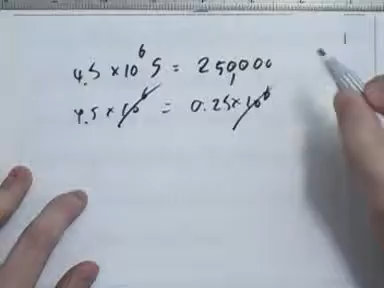 4.5 × 10⁶ S = 250,000
4.5 × 10⁶ = 0.25 × 10⁶